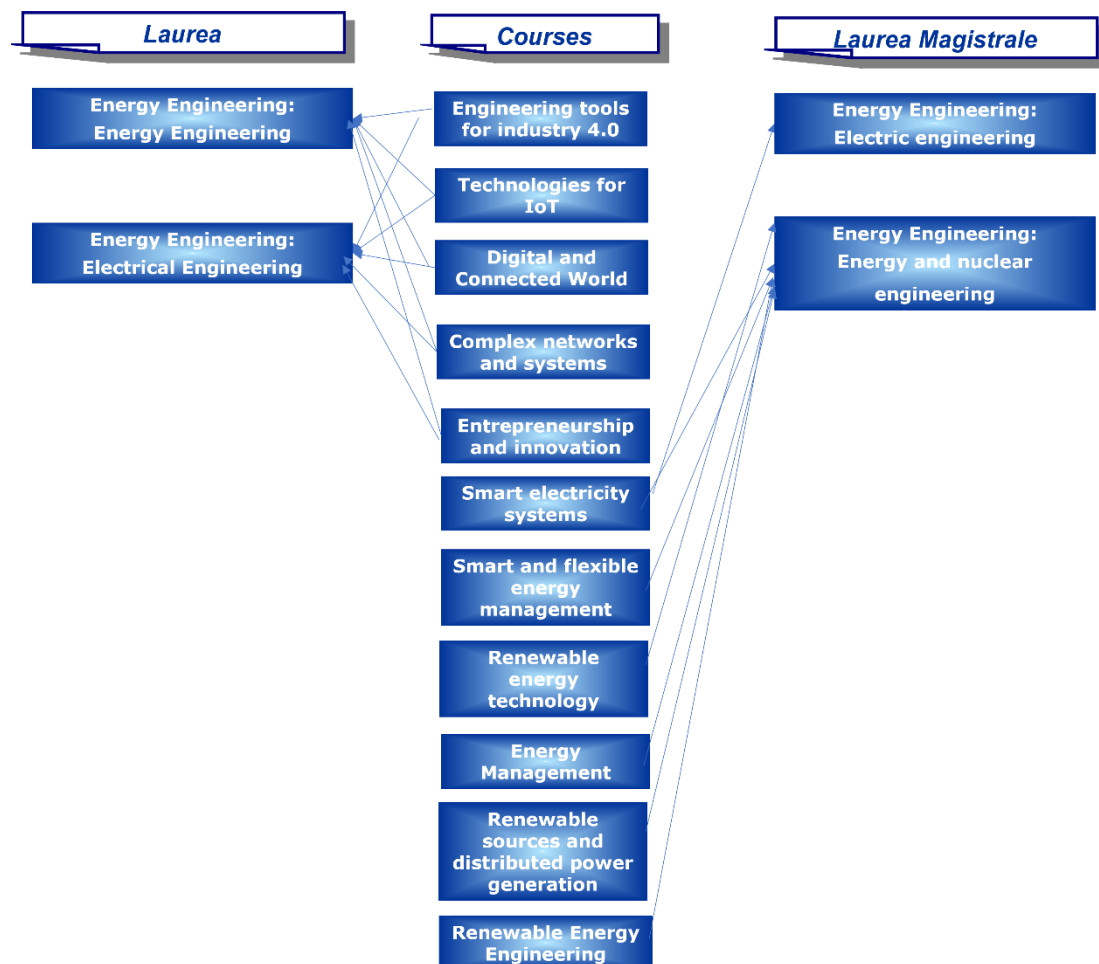 Laurea
Courses
Laurea Magistrale
Energy Engineering:
Energy Engineering
Energy Engineering:
Electrical Engineering
Engineering tools
for industry 4.0
Technologies for
IoT
Digital and
Connected World
Complex networks
and systems
Entrepreneurship
and innovation
Smart electricity
systems
Smart and flexible
energy
management
Renewable
energy
technology
Energy
Management
Renewable
sources and
distributed power
generation
Renewable Energy
Engineering
Energy Engineering:
Electric engineering
Energy Engineering:
Energy and nuclear
engineering